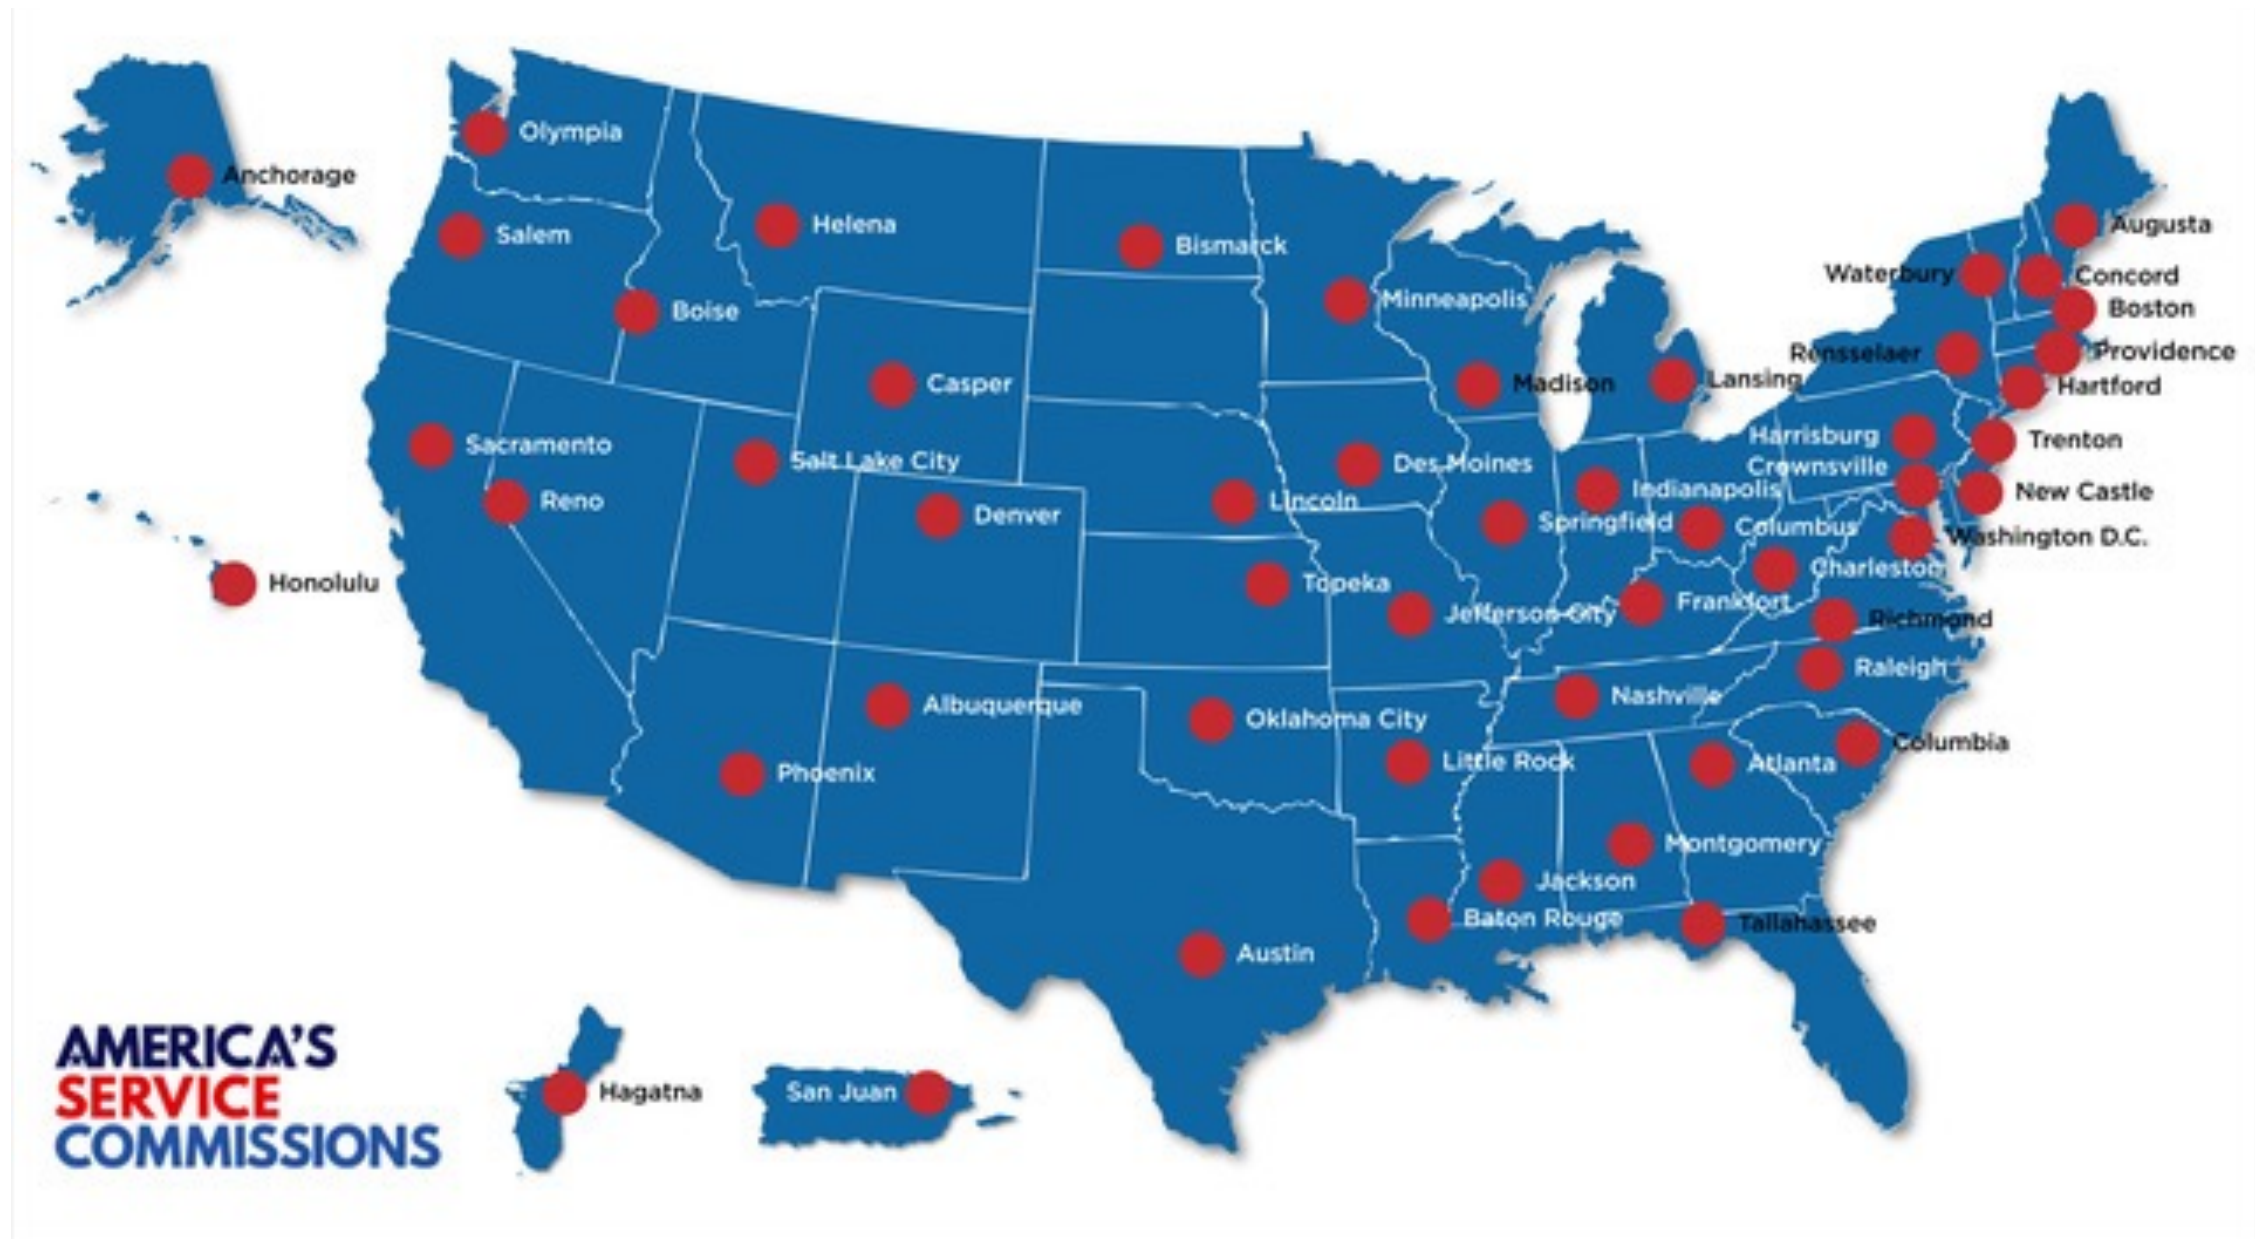 Olympia
Anchorage
Salem
Helena
Bismarck
Augusta
Waterbury
Concord
Minneapolis
Boise
Boston
Rensselaer
Providence
Casper
Madison
Lansing
Hartford
Sacramento
Salt Lake City
Des Moines
Harrisburg
Trenton
Crownsville
Reno
Denver
Lincoln
Indianapolis
New Castle
Springfield
Columbus
Washington D.C.
Honolulu
Topeka
Charleston
Jefferson City
Frankfort
Richmond
Raleigh
Albuquerque
Nashville
Oklahoma City
Columbia
Phoenix
Little Rock
Atlanta
Montgomery
Jackson
Baton Rouge
Tallahassee
Austin
AMERICA'S
SERVICE
COMMISSIONS
Hagatna
San Juan